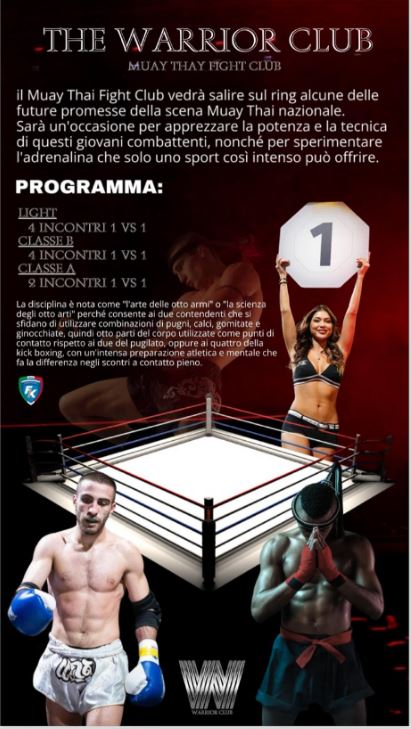 THE WARRIOR CLUB
MUAY THAY FIGHT CLUB
il Muay Thai Fight Club vedrà salire sul ring alcune delle
future promesse della scena Muay Thai nazionale.
Sarà un'occasione per apprezzare la potenza e la tecnica
di questi giovani combattenti, nonché per sperimentare
l'adrenalina che solo uno sport così intenso può offrire.
PROGRAMMA:
LIGHT
4 INCONTRI 1 VS 1
CLASSE B
4 INCONTRI 1 VS 1
CLASSE A
2 INCONTRI 1 VS 1
1
La disciplina è nota come "l'arte delle otto armi" o "la scienza
degli otto arti" perché consente ai due contendenti che si
sfidano di utilizzare combinazioni di pugni, calci, gomitate e
ginocchiate, quindi otto parti del corpo utilizzate come punti di
contatto rispetto ai due del pugilato, oppure ai quattro della
kick boxing, con un'intensa preparazione atletica e mentale che
fa la differenza negli scontri a contatto pieno.
FK
W
WARRIOR CLUB